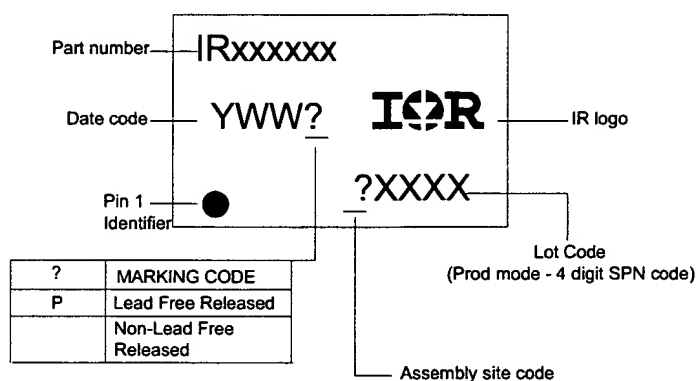 Part number
IRxxxxxx
Date code
YWW?
IOR
IR logo
?XXXX
Pin 1
Identifier
Lot Code
(Prod mode - 4 digit SPN code)
? MARKING CODE
P Lead Free Released
Non-Lead Free
Released
Assembly site code